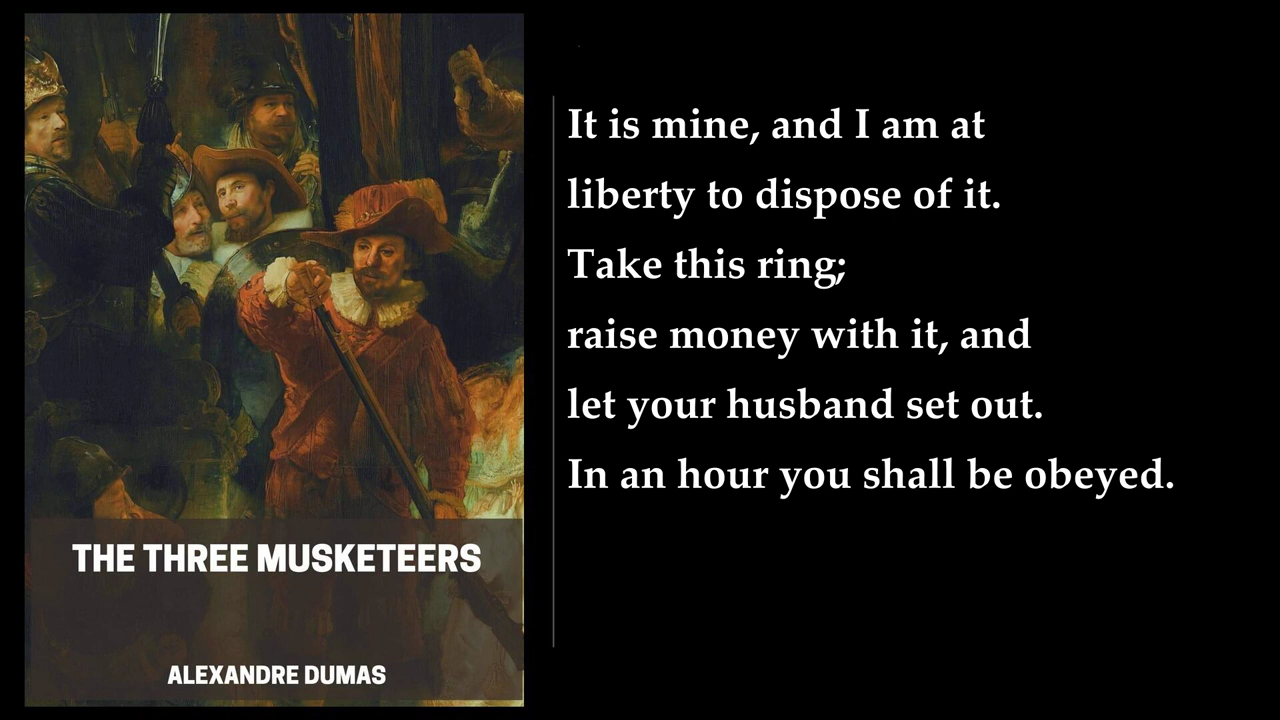 THE THREE MUSKETEERS
ALEXANDRE DUMAS
It is mine, and I am at
liberty to dispose of it.
Take this ring;
raise money with it, and
let your husband set out.
In an hour you shall be obeyed.